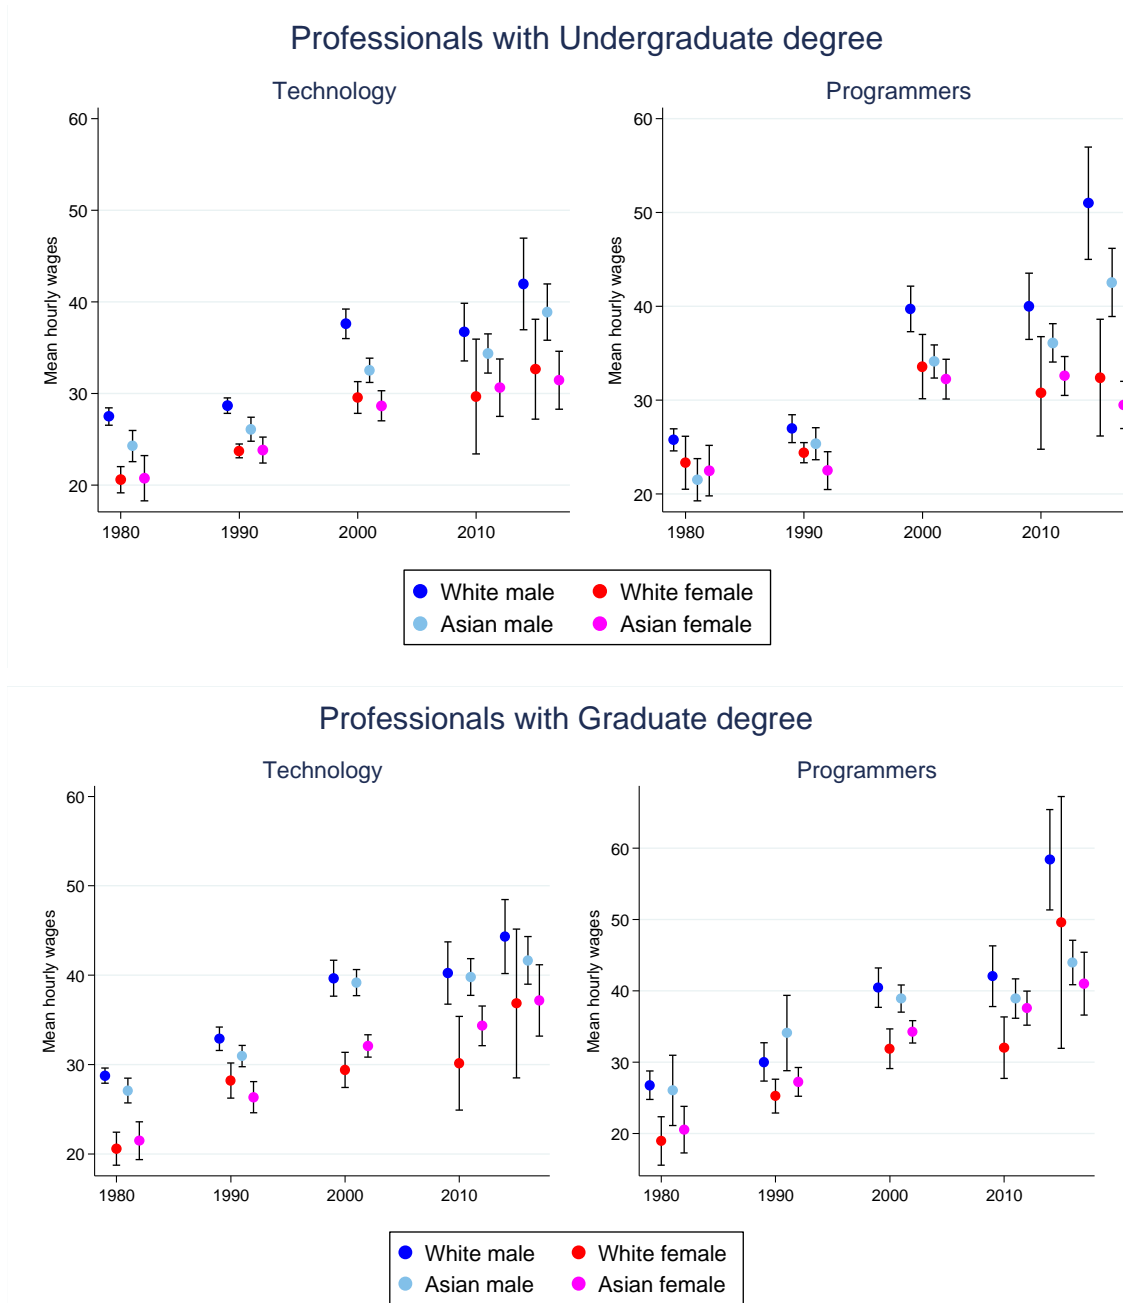 Professionals with Undergraduate degree
Technology Programmers
Mean hourly wages
60
50
40
30
20
1980 1990 2000 2010
Mean hourly wages
60
50
40
30
20
1980 1990 2000 2010
White male White female
Asian male Asian female
Professionals with Graduate degree
Technology Programmers
Mean hourly wages
60
50
40
30
20
1980 1990 2000 2010
Mean hourly wages
60
50
40
30
20
1980 1990 2000 2010
White male White female
Asian male Asian female